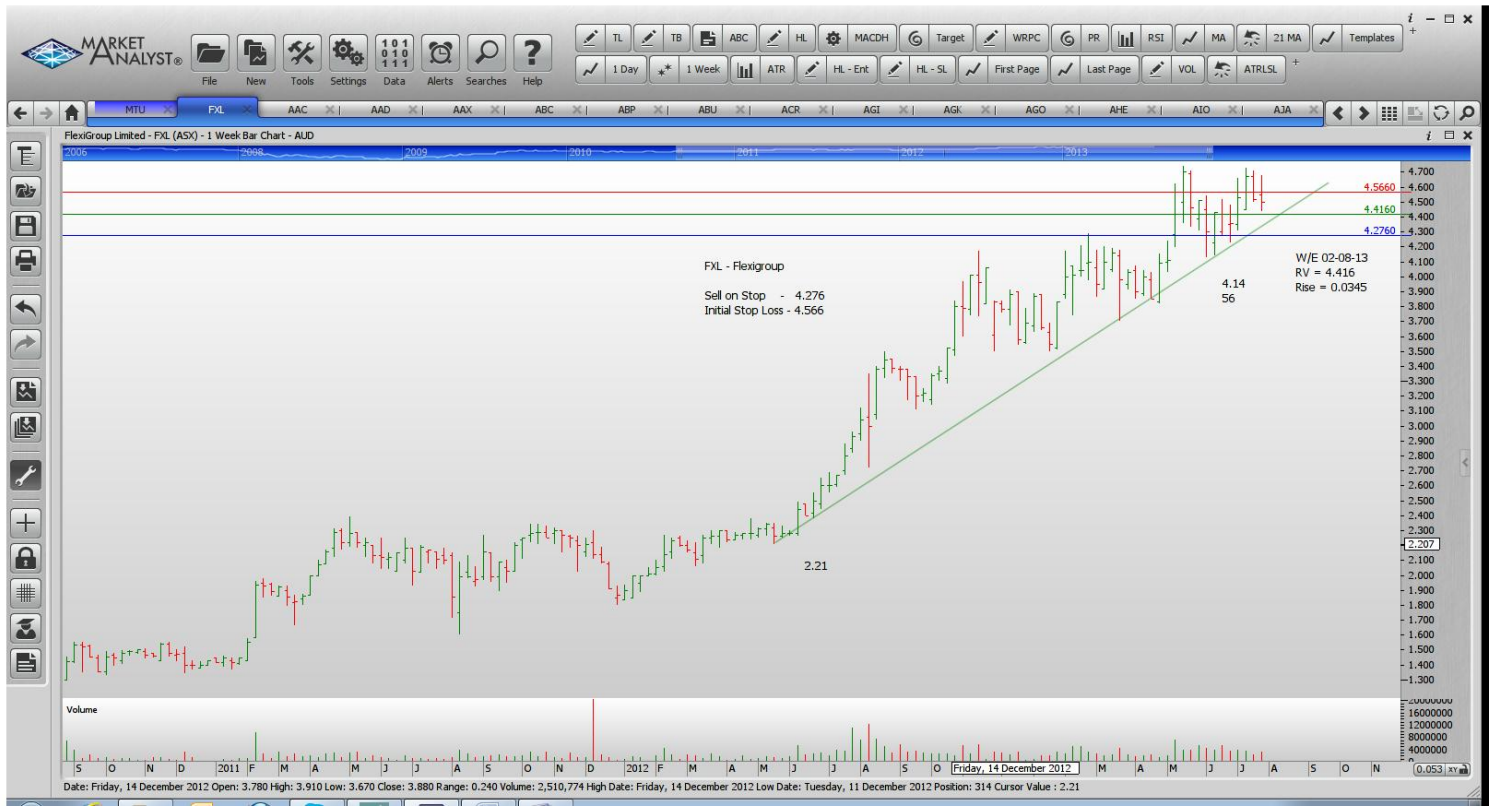 i
MARKET
ANALYST®
File New Tools Settings Data Alerts Searches Help
TL TB ABC HL MACDH Target WRPC PR RSI MA 21 MA Templates
1 Day 1 Week ATR HL - Ent HL - SL First Page Last Page VOL ATRLSL
MTU FXL AAC AAD AAX ABC ABP ABU ACR AGI AGK AGO AHE AIO AJA
FlexiGroup Limited - FXL (ASX) - 1 Week Bar Chart - AUD
2006 2008 2009 2010 2011 2012 2013
4.700
4.5660 4.600
4.500
4.4160 4.400
4.300
4.2760
4.200
FXL - Flexigroup
W/E 02-08-13
4.100
RV = 4.416
4.000
Rise = 0.0345
Sell on Stop - 4.276
Initial Stop Loss - 4.566
4.14
56
3.900
3.800
3.700
3.600
3.500
3.400
3.300
3.200
3.100
3.000
2.900
2.800
2.700
2.600
2.500
2.400
2.300
2.207
2.21
2.100
2.000
1.900
1.800
1.700
1.600
1.500
1.400
1.300
Volume
20000000
16000000
12000000
8000000
4000000
S O N D 2011 F M A M J J A S O N D 2012 F M A M J J A S O Friday, 14 December 2012 M A M J J A S O N 0.053 xy
Date: Friday, 14 December 2012 Open: 3.780 High: 3.910 Low: 3.670 Close: 3.880 Range: 0.240 Volume: 2,510,774 High Date: Friday, 14 December 2012 Low Date: Tuesday, 11 December 2012 Position: 314 Cursor Value : 2.21